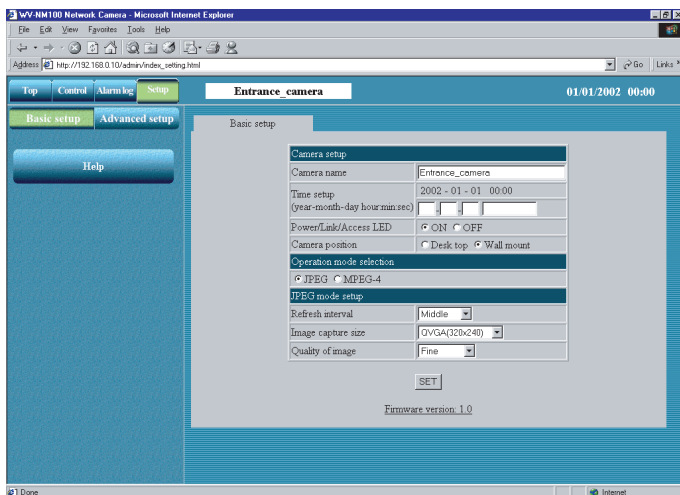 WV-NM100 Network Camera - Microsoft Internet Explorer
File Edit View Favorites Tools Help
Address http://192.168.0.10/admin/index_setting.html Go Links
Top Control Alarm log Setup Entrance_camera 01/01/2002 00:00
Basic setup Advanced setup
Basic setup
Help
Camera setup
Camera name Entrance_camera
Time setup 2002 - 01 - 01 00:00
(year-month-day hour:min:sec) - -
Power/Link/Access LED ON OFF
Camera position Desk top Wall mount
Operation mode selection
JPEG MPEG-4
JPEG mode setup
Refresh interval Middle
Image capture size QVGA(320x240)
Quality of image Fine
SET
Firmware version: 1.0
Done Internet